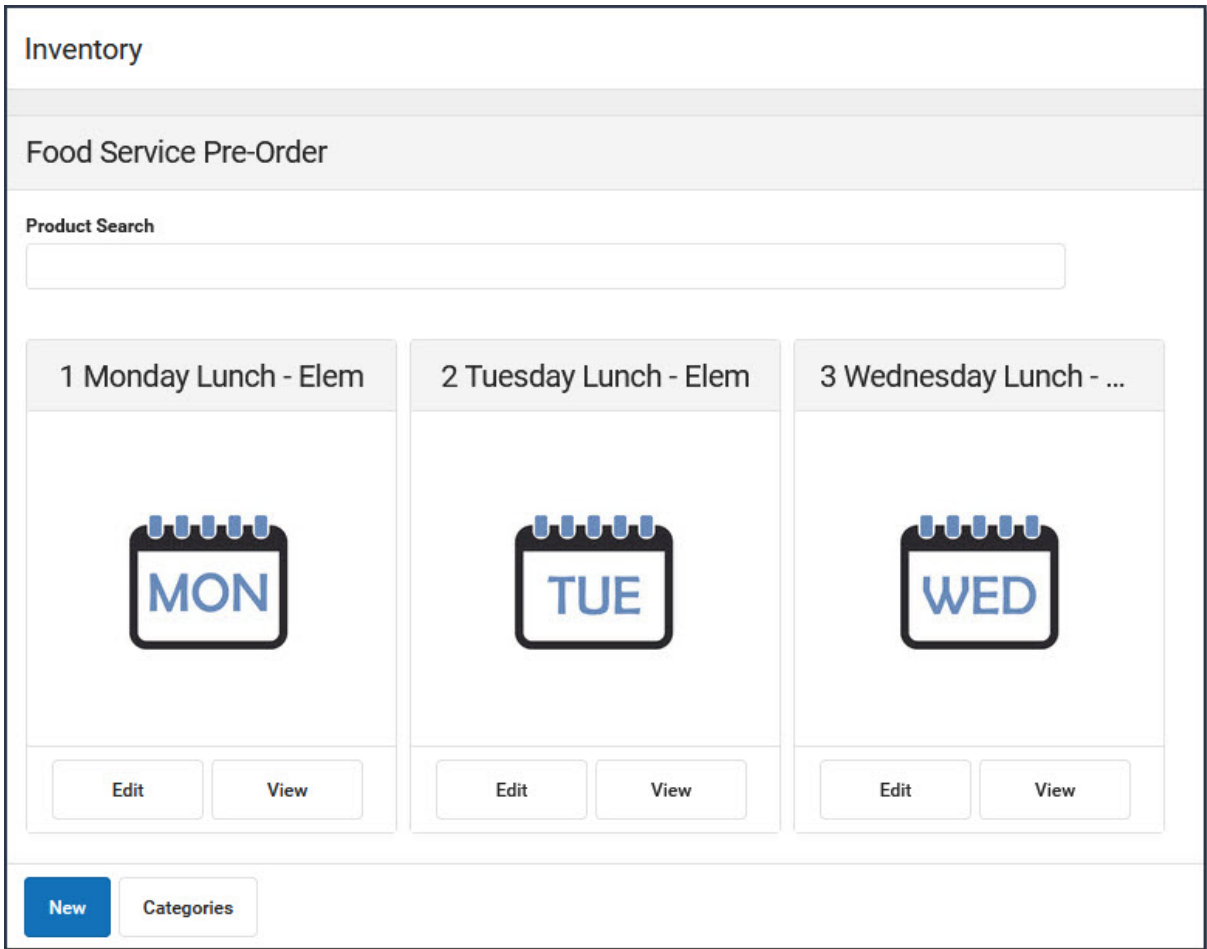 Inventory
Food Service Pre-Order
Product Search
1 Monday Lunch - Elem
2 Tuesday Lunch - Elem
3 Wednesday Lunch - ...
MON
TUE
WED
Edit View
Edit View
Edit View
New Categories